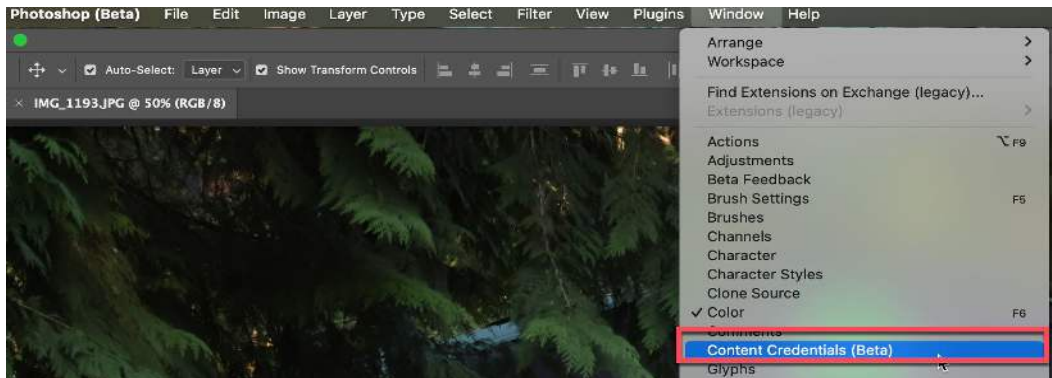 Photoshop (Beta) File Edit Image Layer Type Select Filter View Plugins Window Help
Auto-Select: Layer Show Transform Controls
× IMG_1193.JPG @ 50% (RGB/8)
Arrange >
Workspace >
Find Extensions on Exchange (legacy)...
Extensions (legacy) >
Actions ⌥ F9
Adjustments
Beta Feedback
Brush Settings F5
Brushes
Channels
Character
Character Styles
Clone Source
✓ Color F6
Comments
Content Credentials (Beta)
Glyphs